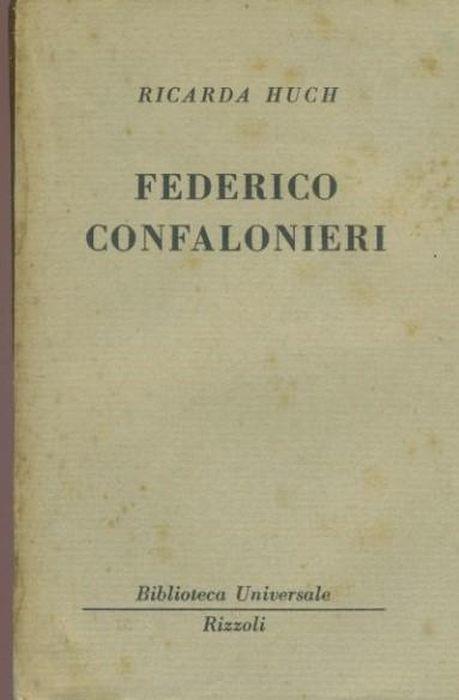 RICARDA HUCH
FEDERICO
CONFALONIERI
Biblioteca Universale
Rizzoli